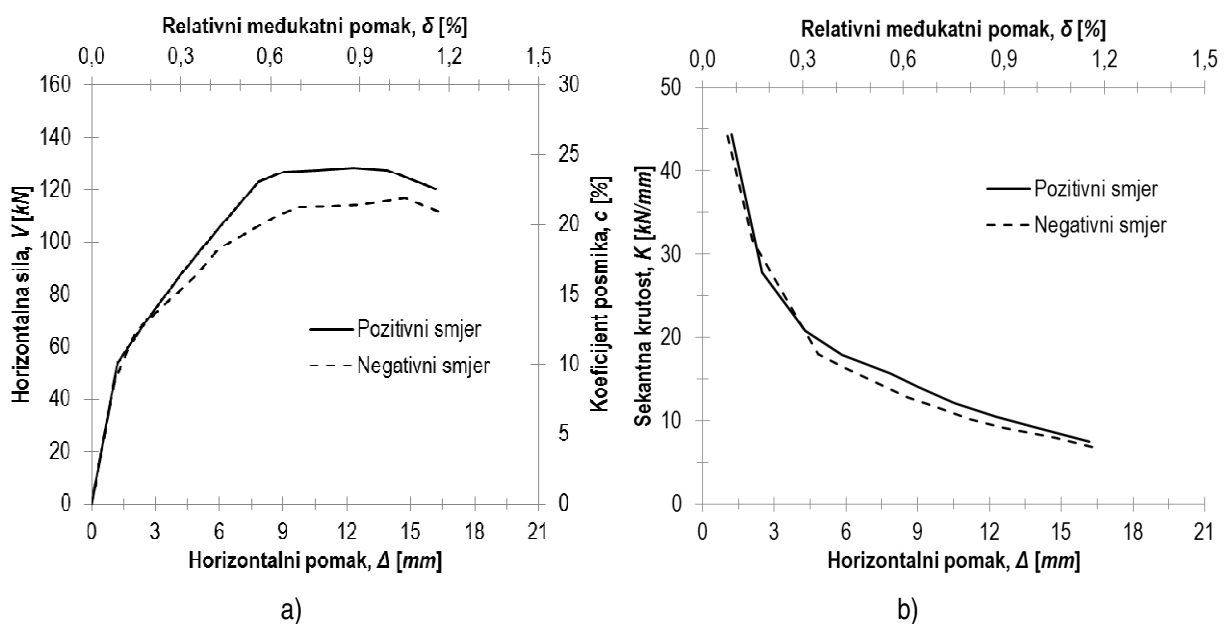 Relativni međukatni pomak, δ [%]
0,0 0,3 0,6 0,9 1,2 1,5
160
140
120
100
80
60
40
20
0
Horizontalna sila, V [kN]
30
25
20
15
10
5
0
Koeficijent posmika, c [%]
Pozitivni smjer
Negativni smjer
0 3 6 9 12 15 18 21
Horizontalni pomak, Δ [mm]
a)
Relativni međukatni pomak, δ [%]
0,0 0,3 0,6 0,9 1,2 1,5
50
40
30
20
10
0
Sekantna krutost, K [kN/mm]
Pozitivni smjer
Negativni smjer
0 3 6 9 12 15 18 21
Horizontalni pomak, Δ [mm]
b)